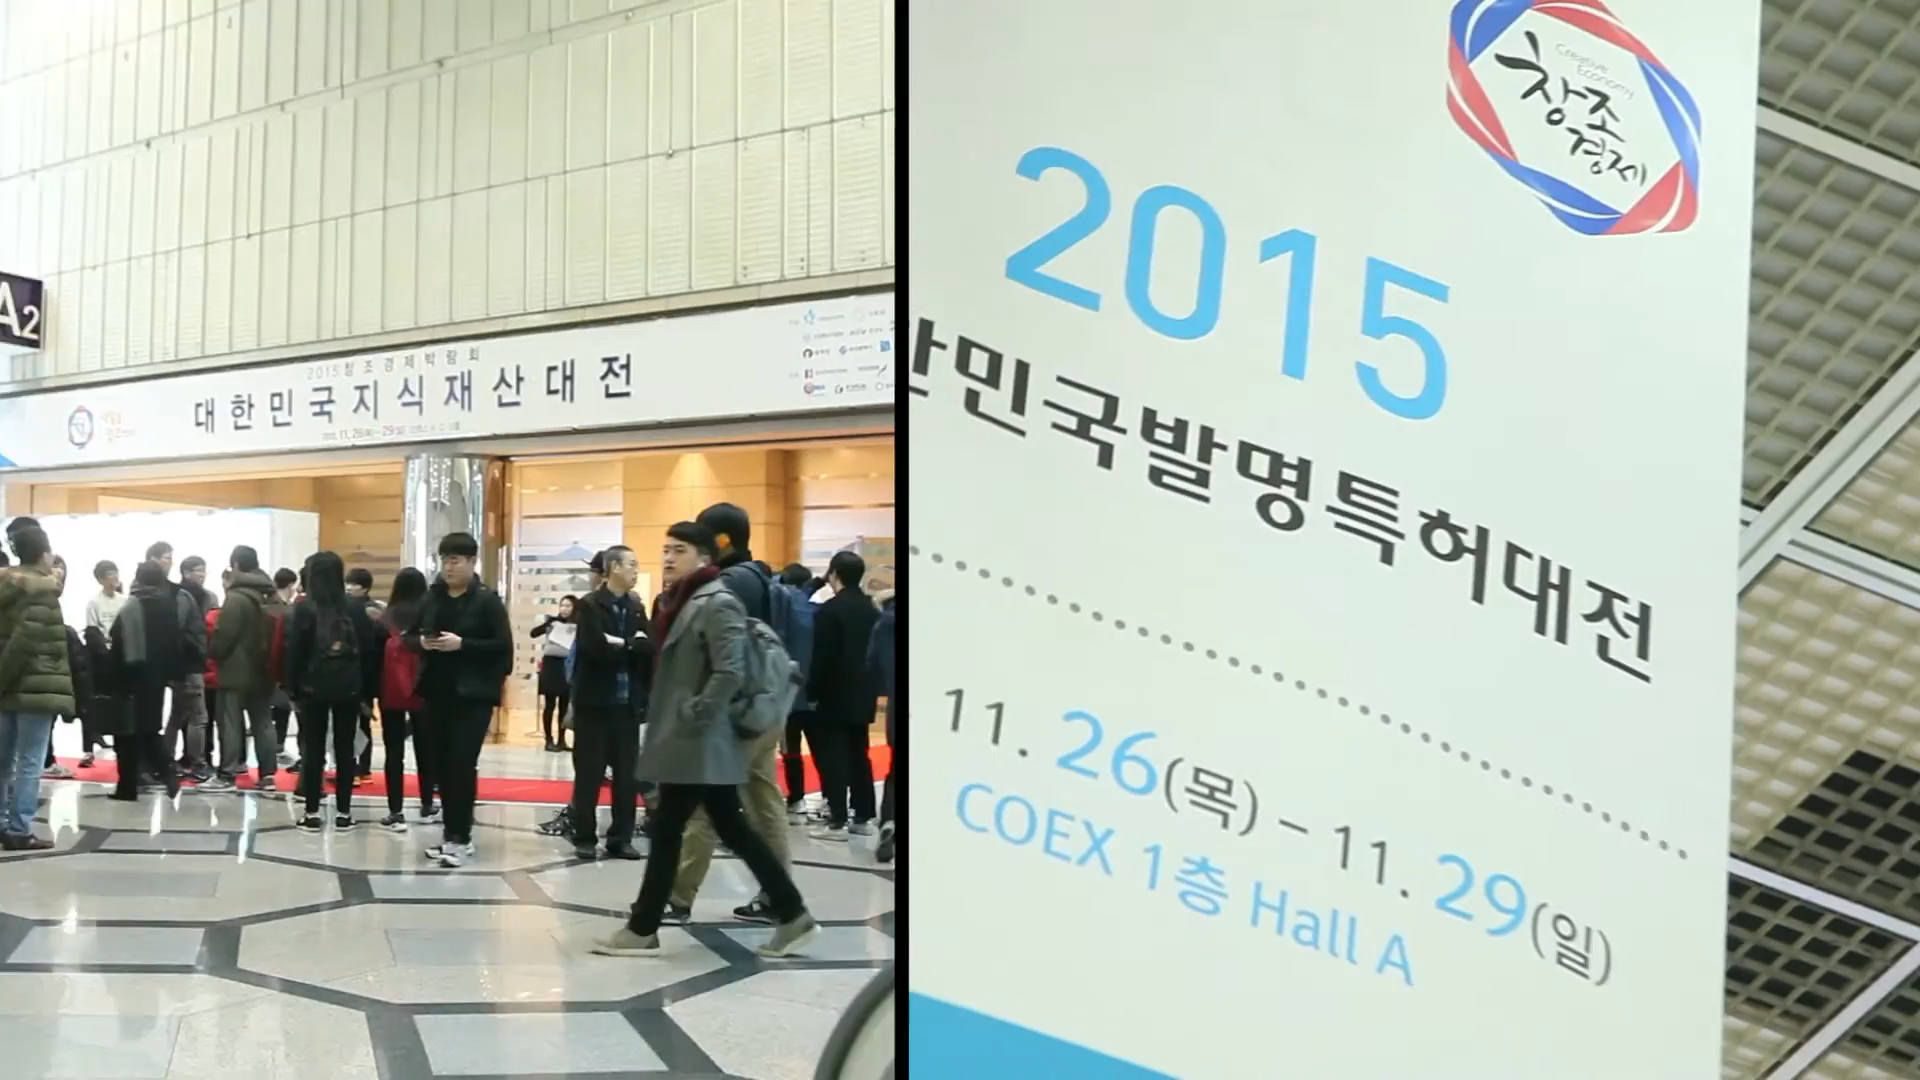 A2
2015 창조경제박람회
대한민국지식재산대전
Creative
Economy
창조
경제
2015
한민국발명특허대전
11. 26(목) – 11. 29(일)
COEX 1층 Hall A